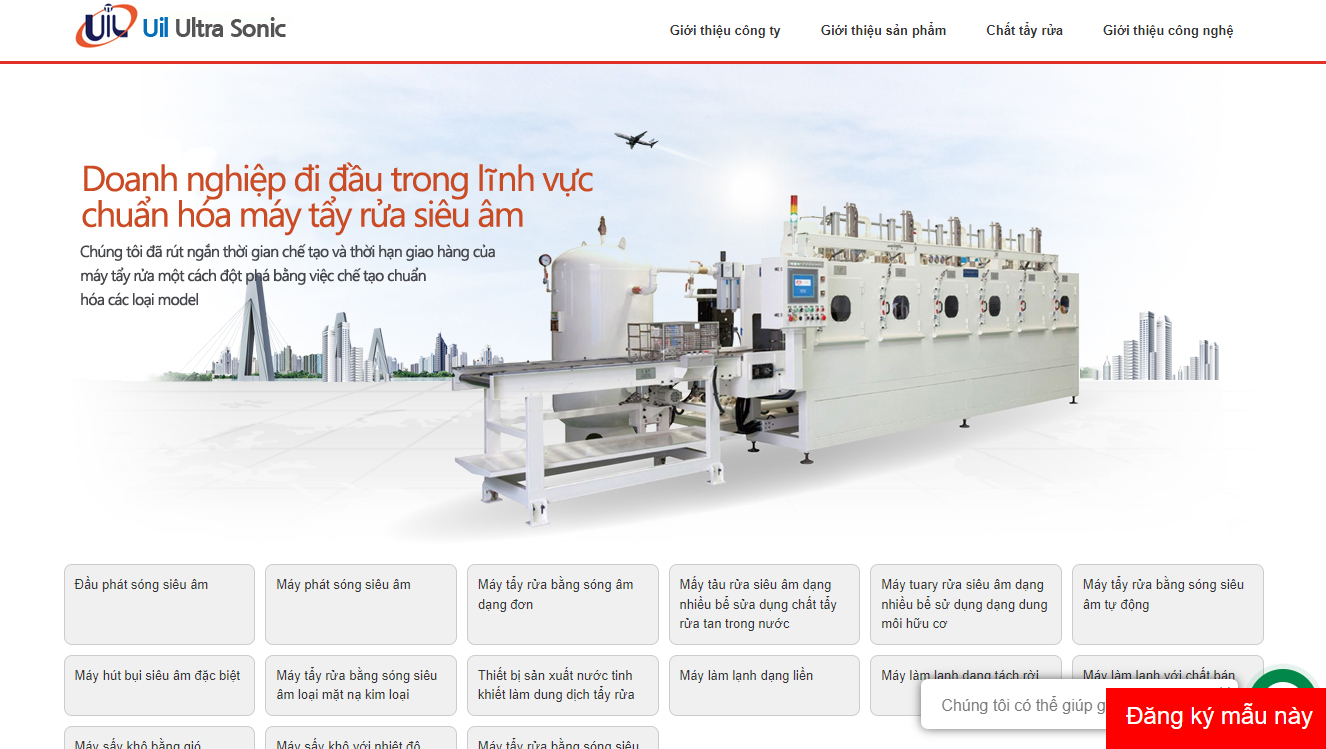 Uil Ultra Sonic
Giới thiệu công ty
Giới thiệu sản phẩm
Chất tẩy rửa
Giới thiệu công nghệ
Doanh nghiệp đi đầu trong lĩnh vực
chuẩn hóa máy tẩy rửa siêu âm
Chúng tôi đã rút ngắn thời gian chế tạo và thời hạn giao hàng của
máy tẩy rửa một cách đột phá bằng việc chế tạo chuẩn
hóa các loại model
Đầu phát sóng siêu âm
Máy phát sóng siêu âm
Máy tẩy rửa bằng sóng âm
dạng đơn
Mấy tảu rửa siêu âm dạng
nhiều bể sửa dụng chất tẩy
rửa tan trong nước
Máy tuary rửa siêu âm dạng
nhiều bể sử dụng dạng dung
môi hữu cơ
Máy tẩy rửa bằng sóng siêu
âm tự động
Máy hút bụi siêu âm đặc biệt
Máy tẩy rửa bằng sóng siêu
âm loại mặt nạ kim loại
Thiết bị sản xuất nước tinh
khiết làm dung dịch tẩy rửa
Máy làm lạnh dạng liền
Máy làm lạnh dạng tách rời
Máy làm lạnh với chất bán
Chúng tôi có thể giúp
Đăng ký mẫu này
Máy sấy khô bằng gió
Máy sấy khô với nhiệt độ
Máy tẩy rửa bằng sóng siêu